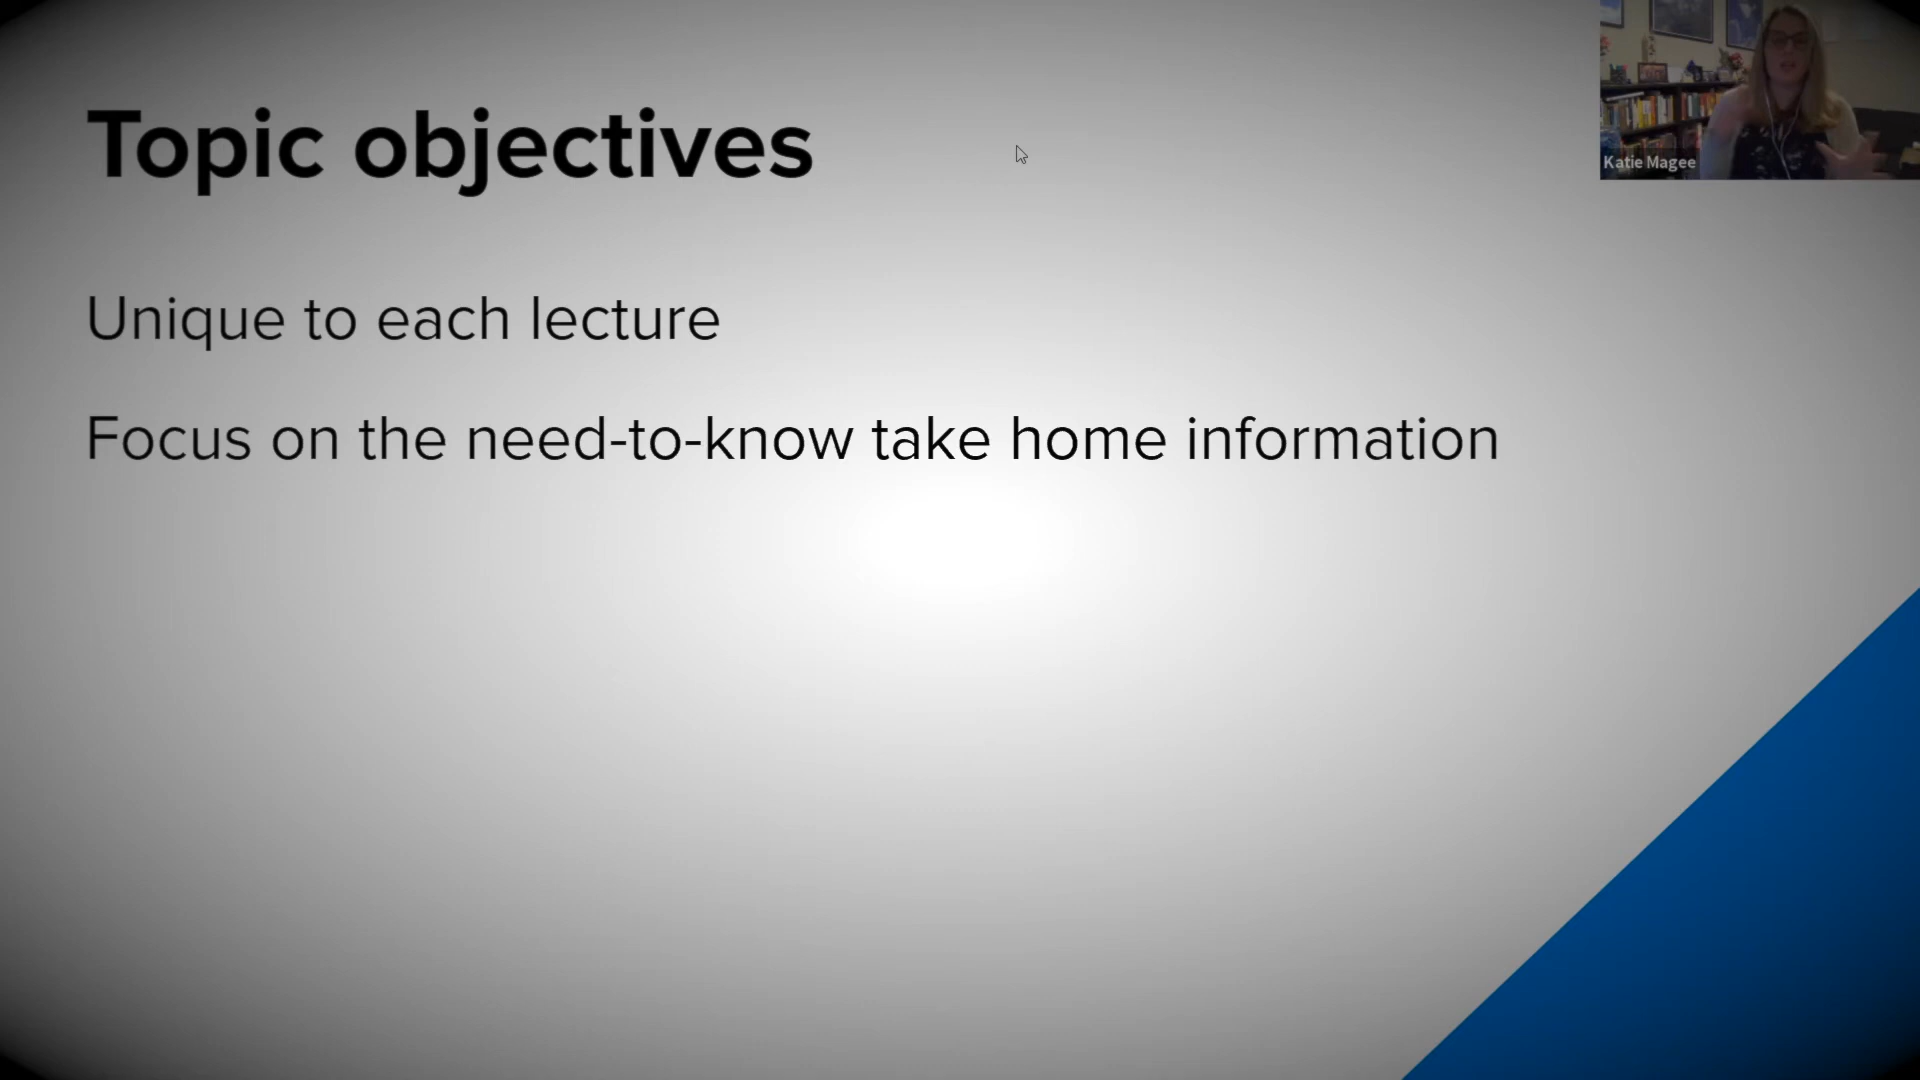 Topic objectives
Katie Magee
Unique to each lecture
Focus on the need-to-know take home information